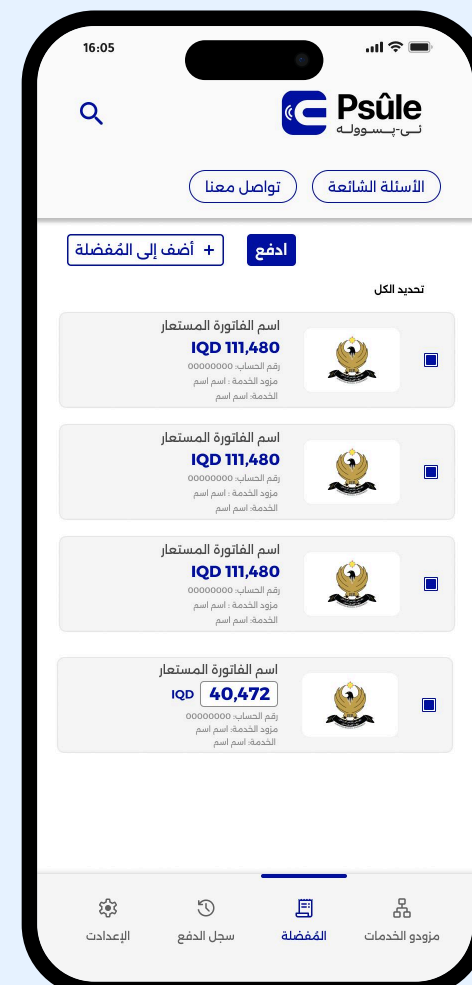 16:05
Psûle
ئـی-پـــسوولـه
الأسئلة الشائعة
تواصل معنا
ادفع
+ أضف إلى المُفضلة
تحديد الكل
اسم الفاتورة المستعار
IQD 111,480
رقم الحساب: 00000000
مزود الخدمة : اسم اسم
الخدمة: اسم اسم
اسم الفاتورة المستعار
IQD 111,480
رقم الحساب: 00000000
مزود الخدمة : اسم اسم
الخدمة: اسم اسم
اسم الفاتورة المستعار
IQD 111,480
رقم الحساب: 00000000
مزود الخدمة : اسم اسم
الخدمة: اسم اسم
اسم الفاتورة المستعار
IQD 40,472
رقم الحساب: 00000000
مزود الخدمة: اسم اسم
الخدمة: اسم اسم
مزودو الخدمات
المُفضلة
سجل الدفع
الإعدادت